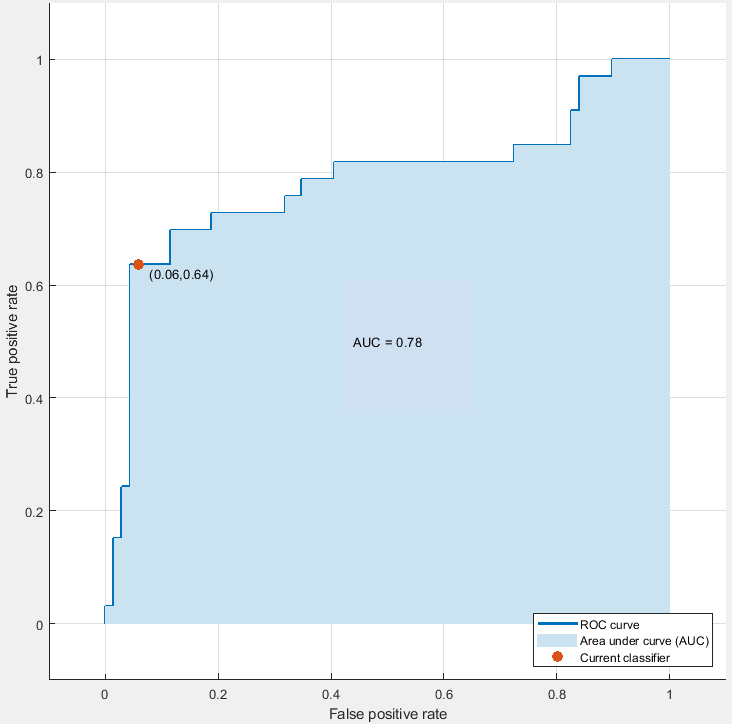 1
0.8
0.6
0.4
0.2
0
True positive rate
(0.06,0.64)
AUC = 0.78
ROC curve
Area under curve (AUC)
Current classifier
0 0.2 0.4 0.6 0.8 1
False positive rate